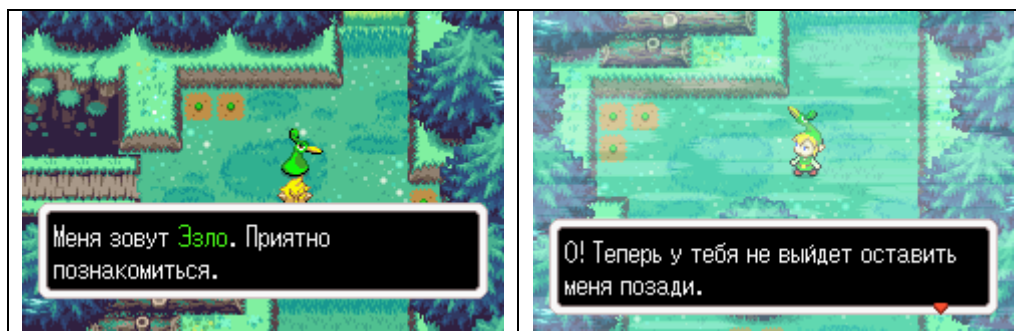 Меня зовут Эзло. Приятно
познакомиться.
О! Теперь у тебя не выйдет оставить
меня позади.